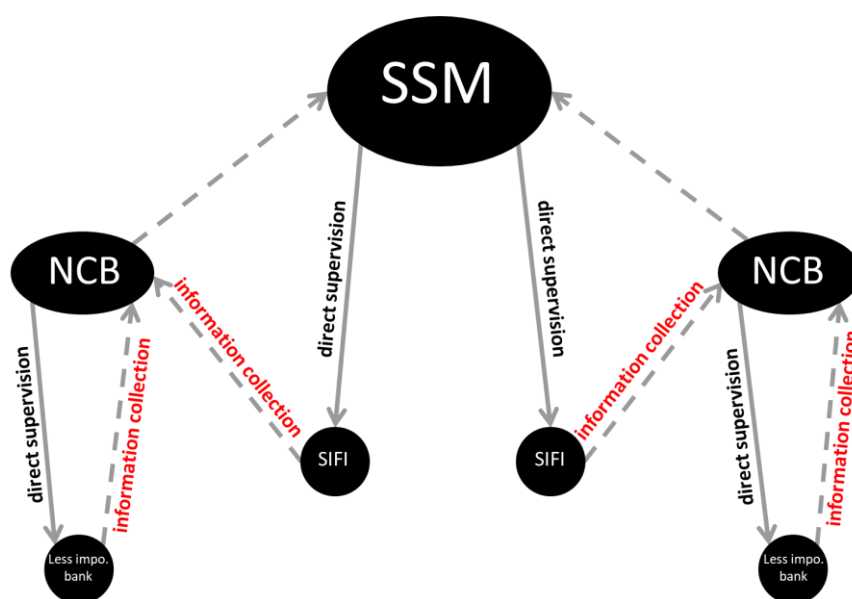 SSM
NCB
NCB
direct supervision
direct supervision
information collection
information collection
direct supervision
information collection
direct supervision
information collection
SIFI
SIFI
Less impo.
bank
Less impo.
bank